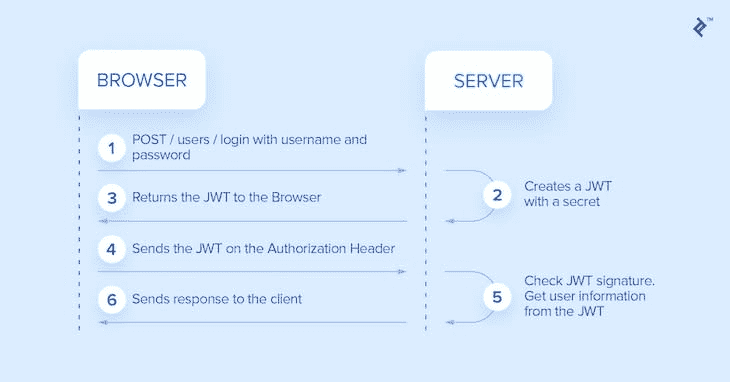 TM
BROWSER
SERVER
1
POST / users / login with username and
password
2
Creates a JWT
with a secret
3
Returns the JWT to the Browser
4
Sends the JWT on the Authorization Header
5
Check JWT signature.
Get user information
from the JWT
6
Sends response to the client